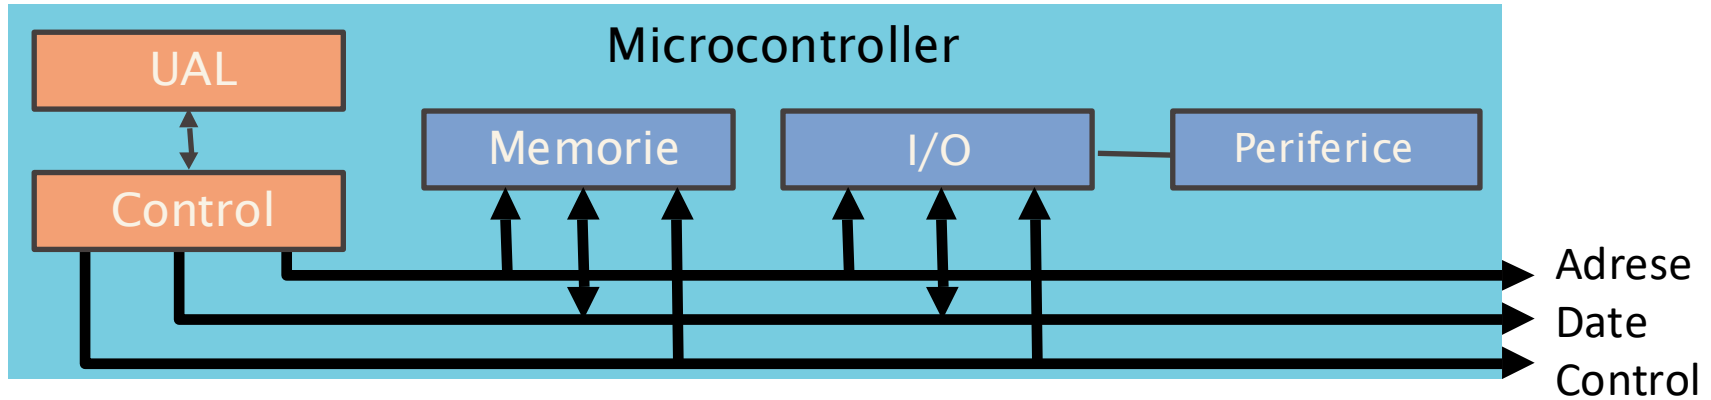 Microcontroller
UAL
Control
Memorie
I/O
Periferice
Adrese
Date
Control